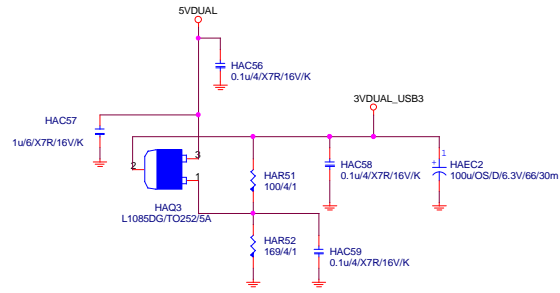 5VDUAL
HAC56
0.1u/4/X7R/16V/K
3VDUAL_USB3
HAC57
1u/6/X7R/16V/K
3
2
1
HAQ3
L1085DG/TO252/5A
HAR51
100/4/1
HAC58
0.1u/4/X7R/16V/K
1
+
HAEC2
100u/OS/D/6.3V/66/30m
HAR52
169/4/1
HAC59
0.1u/4/X7R/16V/K